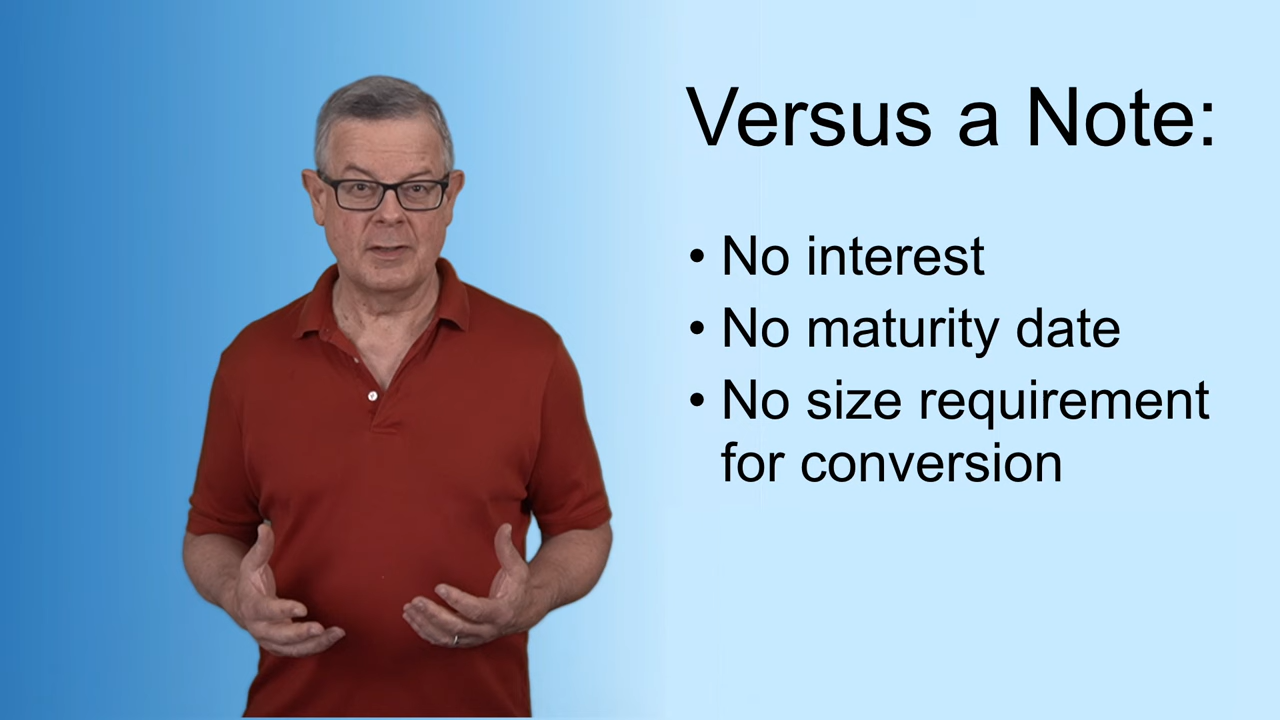 Versus a Note:
• No interest
• No maturity date
• No size requirement
for conversion